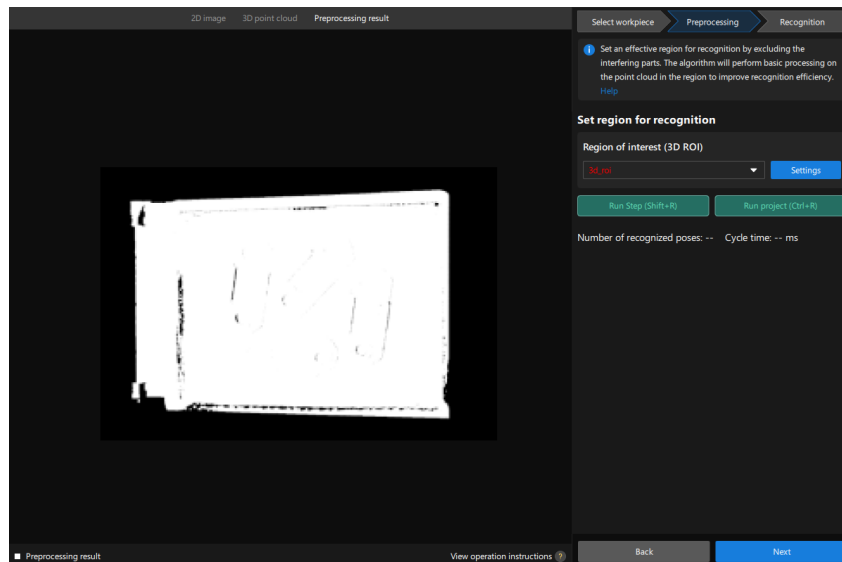 2D image 3D point cloud Preprocessing result
Select workpiece Preprocessing Recognition
Set an effective region for recognition by excluding the
interfering parts. The algorithm will perform basic processing on
the point cloud in the region to improve recognition efficiency.
Help
Set region for recognition
Region of interest (3D ROI)
3d_roi Settings
Run Step (Shift+R) Run project (Ctrl+R)
Number of recognized poses: -- Cycle time: -- ms
Preprocessing result View operation instructions ?
Back Next